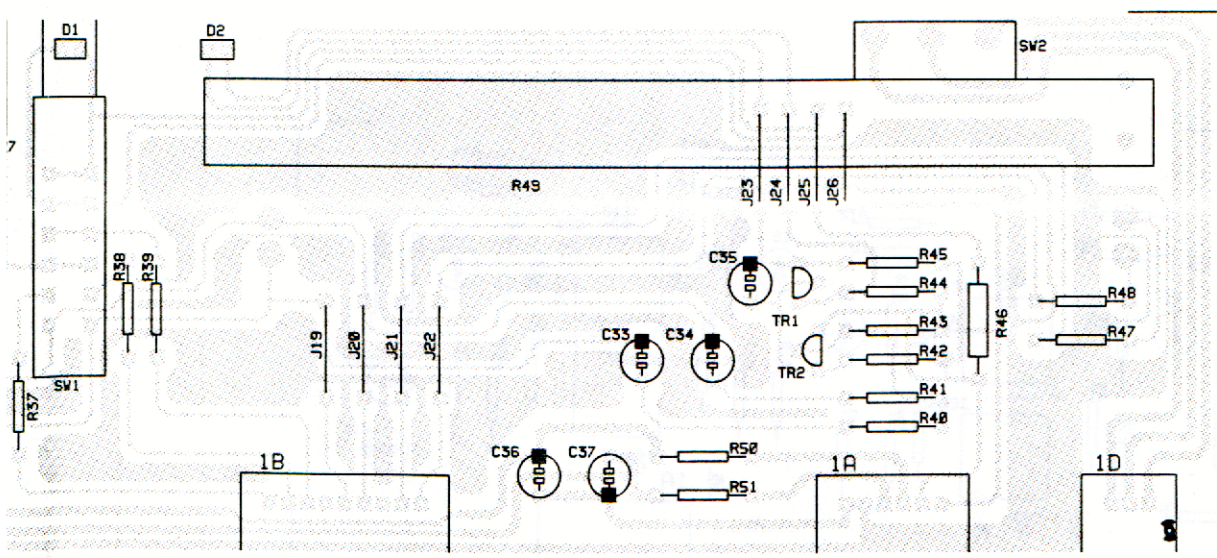 D1
D2
SW2
7
R49
J23
J24
J25
J26
R38
R39
C35
R45
R44
TR1
R46
R48
J19
J20
J21
J22
C33
C34
R43
R47
TR2
R42
SW1
R37
R41
R40
1B
C36
C37
R50
1A
1D
R51